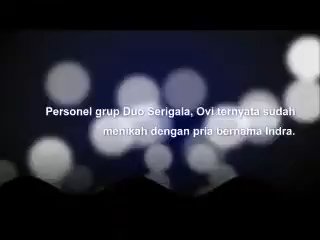 Personel grup Duo Serigala, Ovi ternyata sudah
menikah dengan pria bernama Indra.